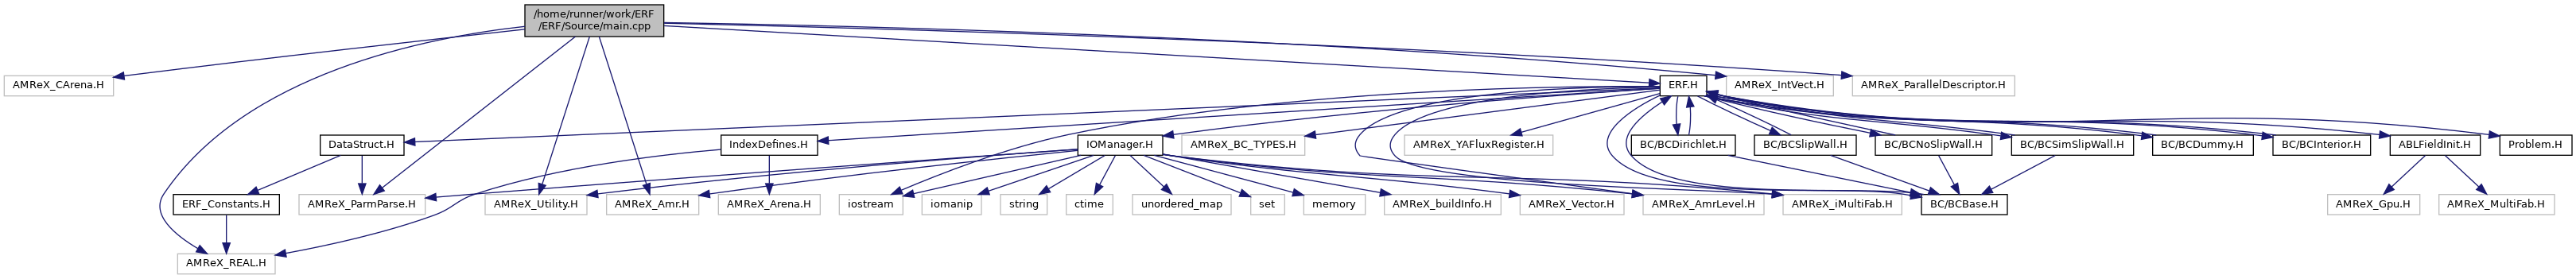 /home/runner/work/ERF
/ERF/Source/main.cpp
AMReX_CArena.H
ERF.H
AMReX_IntVect.H
AMReX_ParallelDescriptor.H
DataStruct.H
IndexDefines.H
IOManager.H
AMReX_BC_TYPES.H
AMReX_YAFluxRegister.H
BC/BCDirichlet.H
BC/BCSlipWall.H
BC/BCNoSlipWall.H
BC/BCSimSlipWall.H
BC/BCDummy.H
BC/BCInterior.H
ABLFieldInit.H
Problem.H
ERF_Constants.H
AMReX_ParmParse.H
AMReX_Utility.H
AMReX_Amr.H
AMReX_Arena.H
iostream
iomanip
string
ctime
unordered_map
set
memory
AMReX_buildInfo.H
AMReX_Vector.H
AMReX_AmrLevel.H
AMReX_iMultiFab.H
BC/BCBase.H
AMReX_Gpu.H
AMReX_MultiFab.H
AMReX_REAL.H